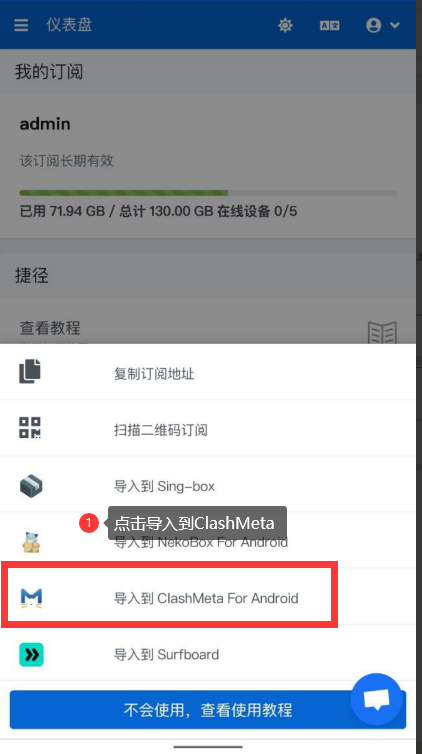 仪表盘
我的订阅
admin
该订阅长期有效
已用 71.94 GB / 总计 130.00 GB 在线设备 0/5
捷径
查看教程
复制订阅地址
扫描二维码订阅
导入到 Sing-box
1 点击导入到ClashMeta
导入到 NekoBox For Android
导入到 ClashMeta For Android
导入到 Surfboard
不会使用，查看使用教程